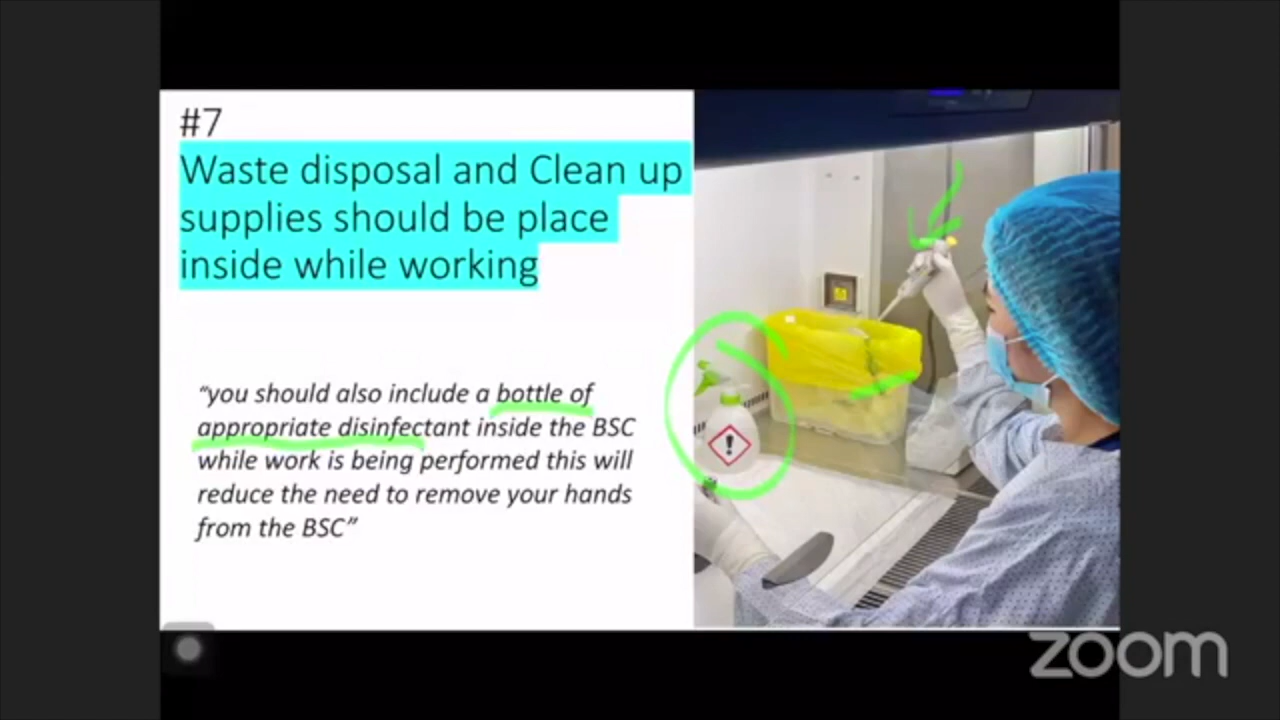 #7
Waste disposal and Clean up
supplies should be place
inside while working
“you should also include a bottle of
appropriate disinfectant inside the BSC
while work is being performed this will
reduce the need to remove your hands
from the BSC”
zoom